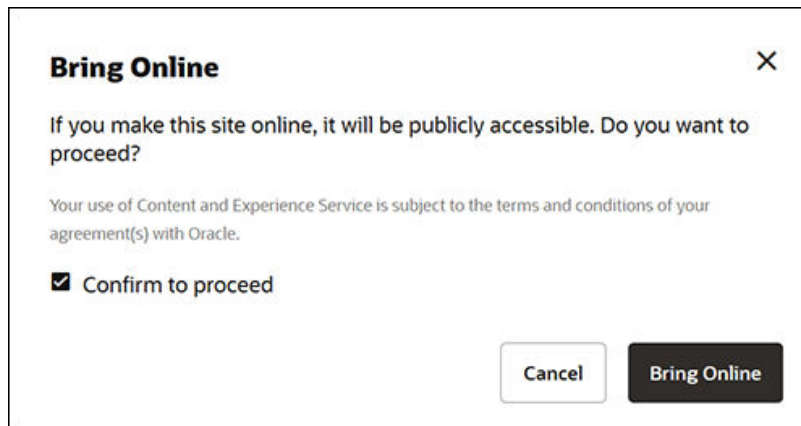 Bring Online
If you make this site online, it will be publicly accessible. Do you want to
proceed?
Your use of Content and Experience Service is subject to the terms and conditions of your
agreement(s) with Oracle.
Confirm to proceed
Cancel
Bring Online